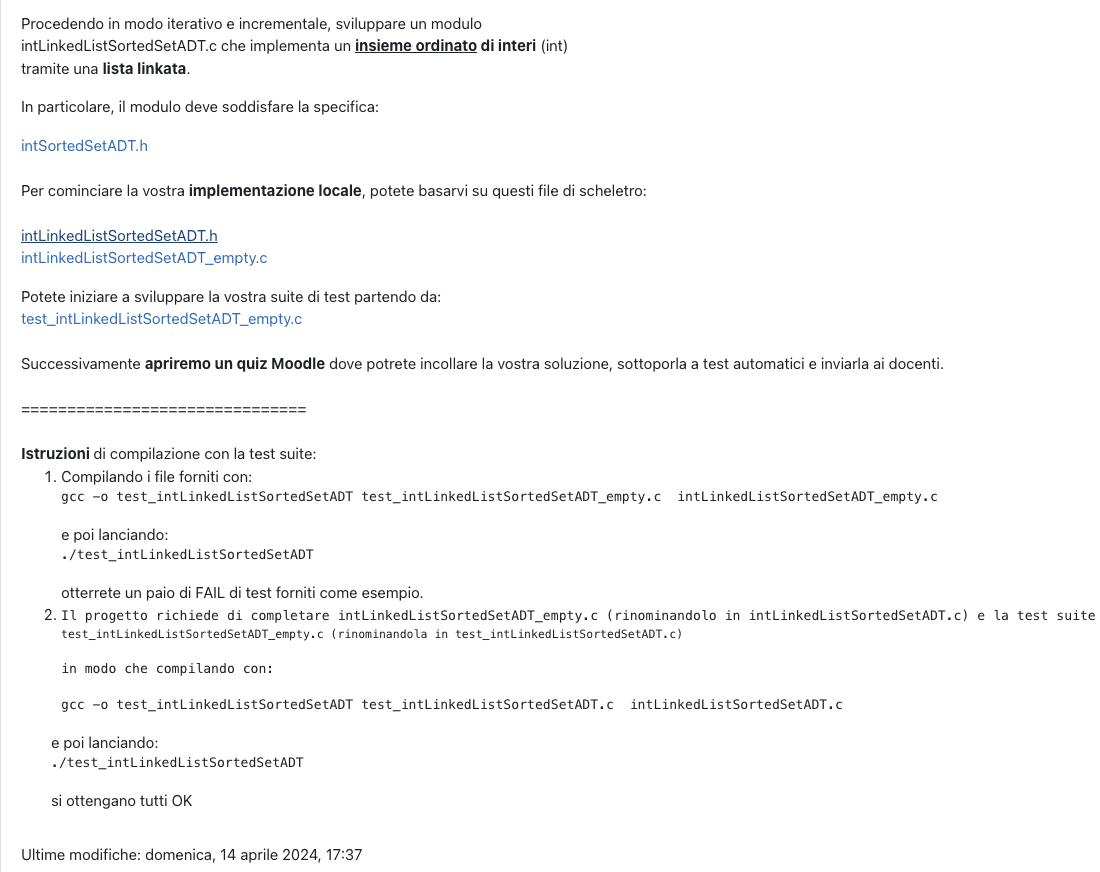 Procedendo in modo iterativo e incrementale, sviluppare un modulo
intLinkedListSortedSetADT.c che implementa un insieme ordinato di interi (int)
tramite una lista linkata.
In particolare, il modulo deve soddisfare la specifica:
intSortedSetADT.h
Per cominciare la vostra implementazione locale, potete basarvi su questi file di scheletro:
intLinkedListSortedSetADT.h
intLinkedListSortedSetADT_empty.c
Potete iniziare a sviluppare la vostra suite di test partendo da:
test_intLinkedListSortedSetADT_empty.c
Successivamente apriremo un quiz Moodle dove potrete incollare la vostra soluzione, sottoporla a test automatici e inviarla ai docenti.
===============================
Istruzioni di compilazione con la test suite:
1. Compilando i file forniti con:
gcc -o test_intLinkedListSortedSetADT test_intLinkedListSortedSetADT_empty.c  intLinkedListSortedSetADT_empty.c
e poi lanciando:
./test_intLinkedListSortedSetADT
otterrete un paio di FAIL di test forniti come esempio.
2. Il progetto richiede di completare intLinkedListSortedSetADT_empty.c (rinominandolo in intLinkedListSortedSetADT.c) e la test suite
test_intLinkedListSortedSetADT_empty.c (rinominandola in test_intLinkedListSortedSetADT.c)
in modo che compilando con:
gcc -o test_intLinkedListSortedSetADT test_intLinkedListSortedSetADT.c  intLinkedListSortedSetADT.c
e poi lanciando:
./test_intLinkedListSortedSetADT
si ottengano tutti OK
Ultime modifiche: domenica, 14 aprile 2024, 17:37